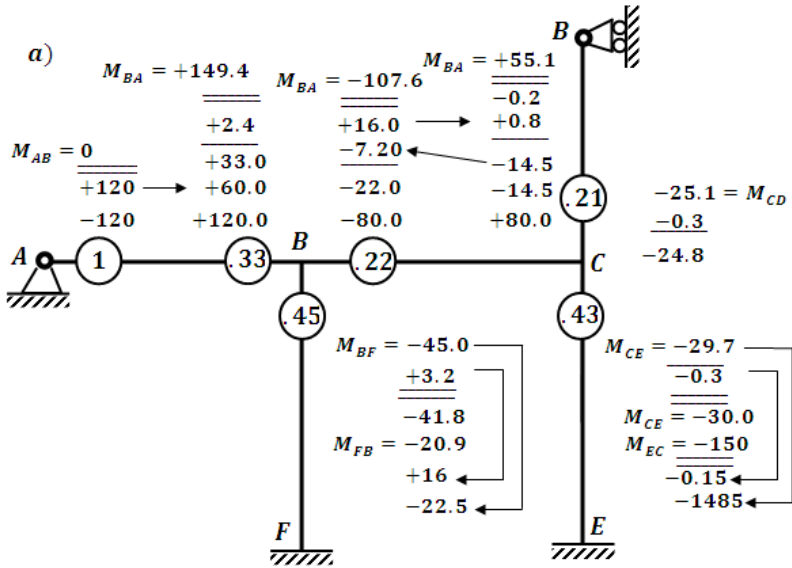 a)
M_AB = 0
+120
−120
M_BA = +149.4
+2.4
+33.0
+60.0
+120.0
M_BA = −107.6
+16.0
−7.20
−22.0
−80.0
M_BA = +55.1
−0.2
+0.8
−14.5
−14.5
+80.0
B
.21
−25.1 = M_CD
−0.3
−24.8
A
1
.33
B
.22
C
.45
.43
M_BF = −45.0
+3.2
−41.8
M_FB = −20.9
+16
−22.5
F
M_CE = −29.7
−0.3
M_CE = −30.0
M_EC = −150
−0.15
−1485
E